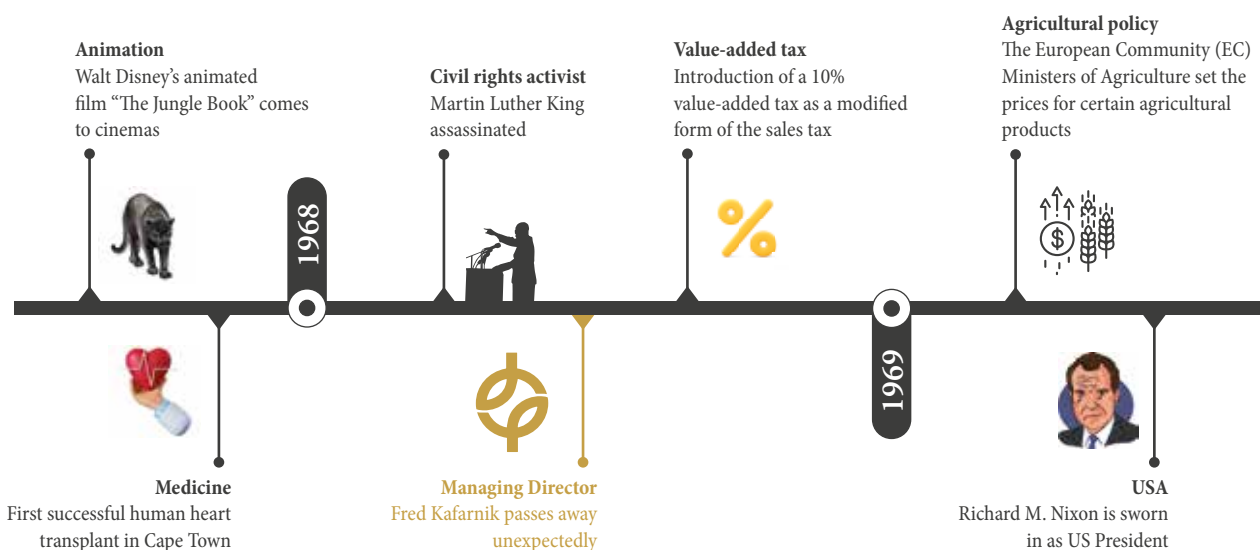 Animation
Walt Disney’s animated
film “The Jungle Book” comes
to cinemas
Medicine
First successful human heart
transplant in Cape Town
1968
Civil rights activist
Martin Luther King
assassinated
Managing Director
Fred Kafarnik passes away
unexpectedly
Value-added tax
Introduction of a 10%
value-added tax as a modified
form of the sales tax
%
1969
Agricultural policy
The European Community (EC)
Ministers of Agriculture set the
prices for certain agricultural
products
$
USA
Richard M. Nixon is sworn
in as US President